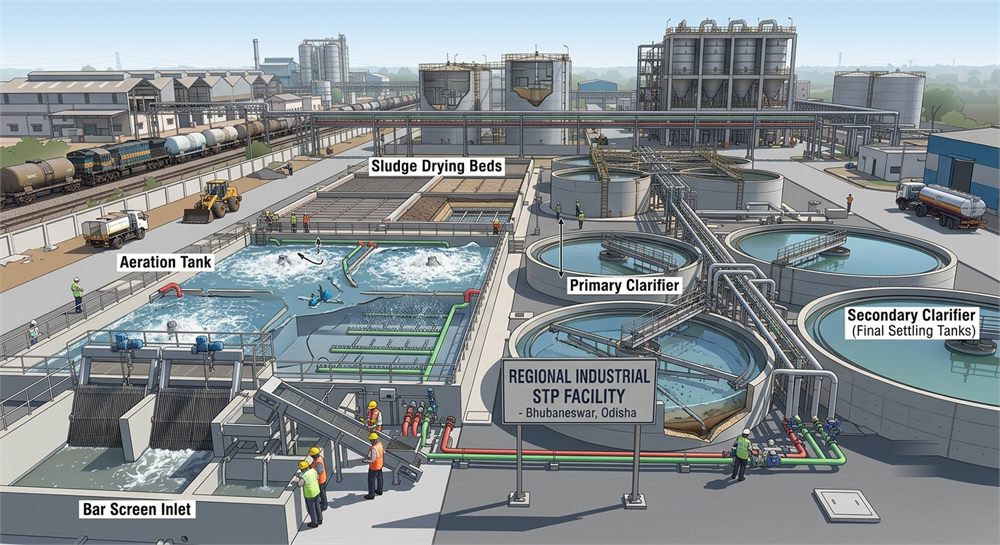 Sludge Drying Beds
Aeration Tank
Primary Clarifier
Secondary Clarifier
(Final Settling Tanks)
REGIONAL INDUSTRIAL
STP FACILITY
- Bhubaneswar, Odisha
Bar Screen Inlet